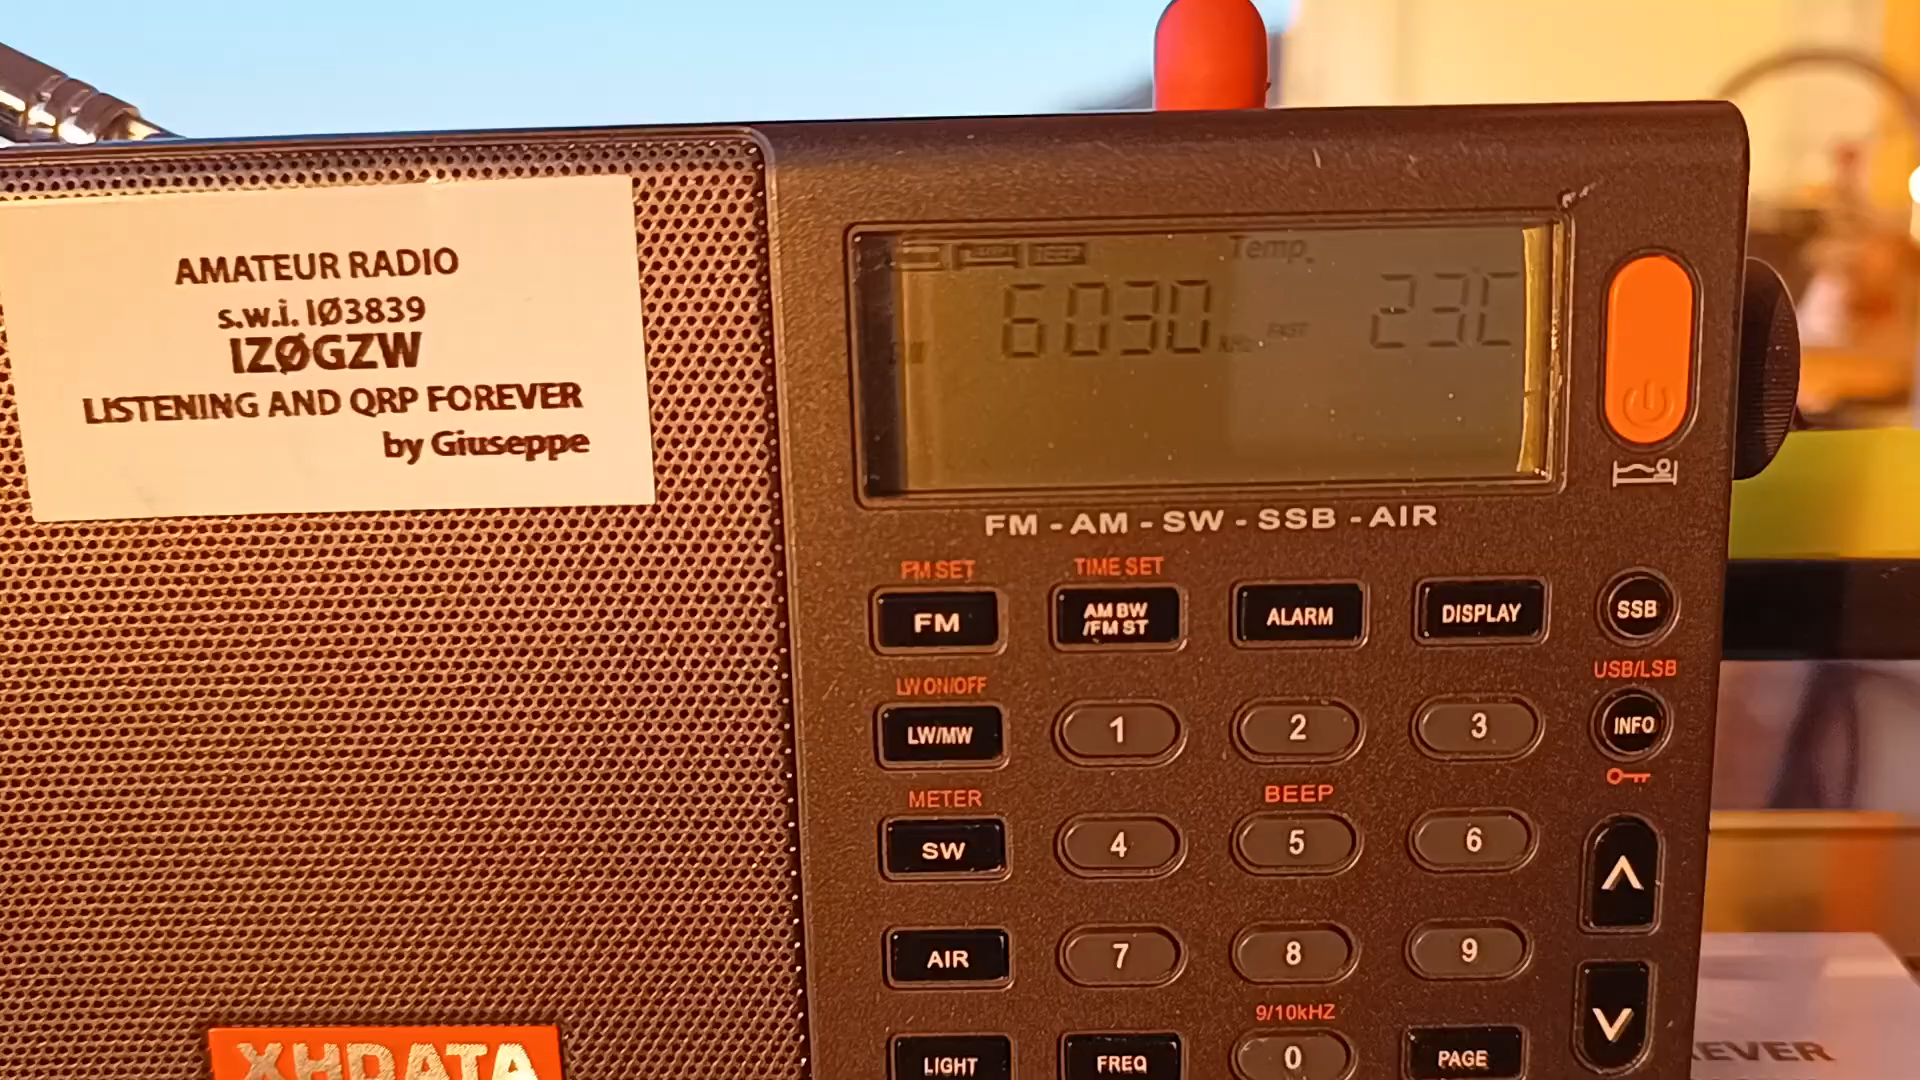 AMATEUR RADIO
s.w.i. IØ3839
IZØGZW
LISTENING AND QRP FOREVER
by Giuseppe
BEEP Temp.
6030 FAST 23C
FM - AM - SW - SSB - AIR
FM SET TIME SET
FM AM BW /FM ST ALARM DISPLAY SSB
LW ON/OFF USB/LSB
LW/MW 1 2 3 INFO
METER BEEP
SW 4 5 6
AIR 7 8 9
9/10kHZ
LIGHT FREQ 0 PAGE
XHDATA
EVER